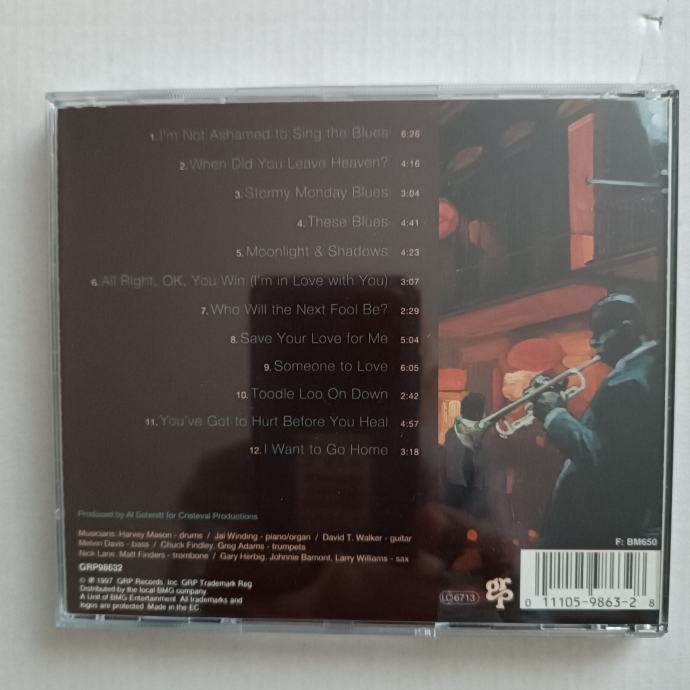 1. I'm Not Ashamed to Sing the Blues 6:26
2. When Did You Leave Heaven? 4:16
3. Stormy Monday Blues 3:04
4. These Blues 4:41
5. Moonlight & Shadows 4:23
6. All Right, OK, You Win (I'm in Love with You) 3:07
7. Who Will the Next Fool Be? 2:29
8. Save Your Love for Me 5:04
9. Someone to Love 6:05
10. Toodle Loo On Down 2:42
11. You've Got to Hurt Before You Heal 4:57
12. I Want to Go Home 3:18
Produced by Al Schmitt for Cristeval Productions
Musicians: Harvey Mason - drums / Jai Winding - piano/organ / David T. Walker - guitar
Melvin Davis - bass / Chuck Findley, Greg Adams - trumpets
Nick Lane, Matt Finders - trombone / Gary Herbig, Johnnie Bamont, Larry Williams - sax
GRP98632
© ℗ 1997 GRP Records, Inc. GRP Trademark Reg.
Distributed by the local BMG company.
A Unit of BMG Entertainment. All trademarks and
logos are protected. Made in the EC.
LC 6713
grp
F: BM650
0 11105-9863-2 8